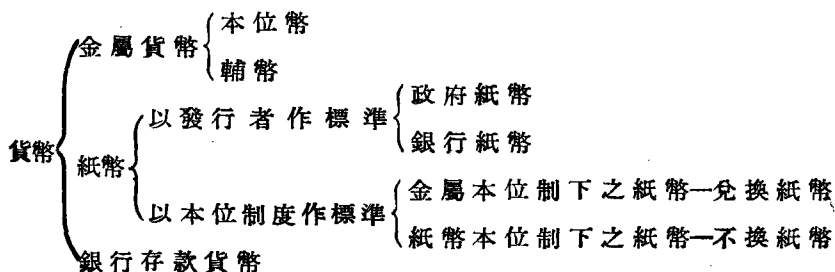 本位幣
金屬貨幣
輔幣
政府紙幣
以發行者作標準
銀行紙幣
貨幣
紙幣
金屬本位制下之紙幣—兌換紙幣
以本位制度作標準
紙幣本位制下之紙幣—不換紙幣
銀行存款貨幣